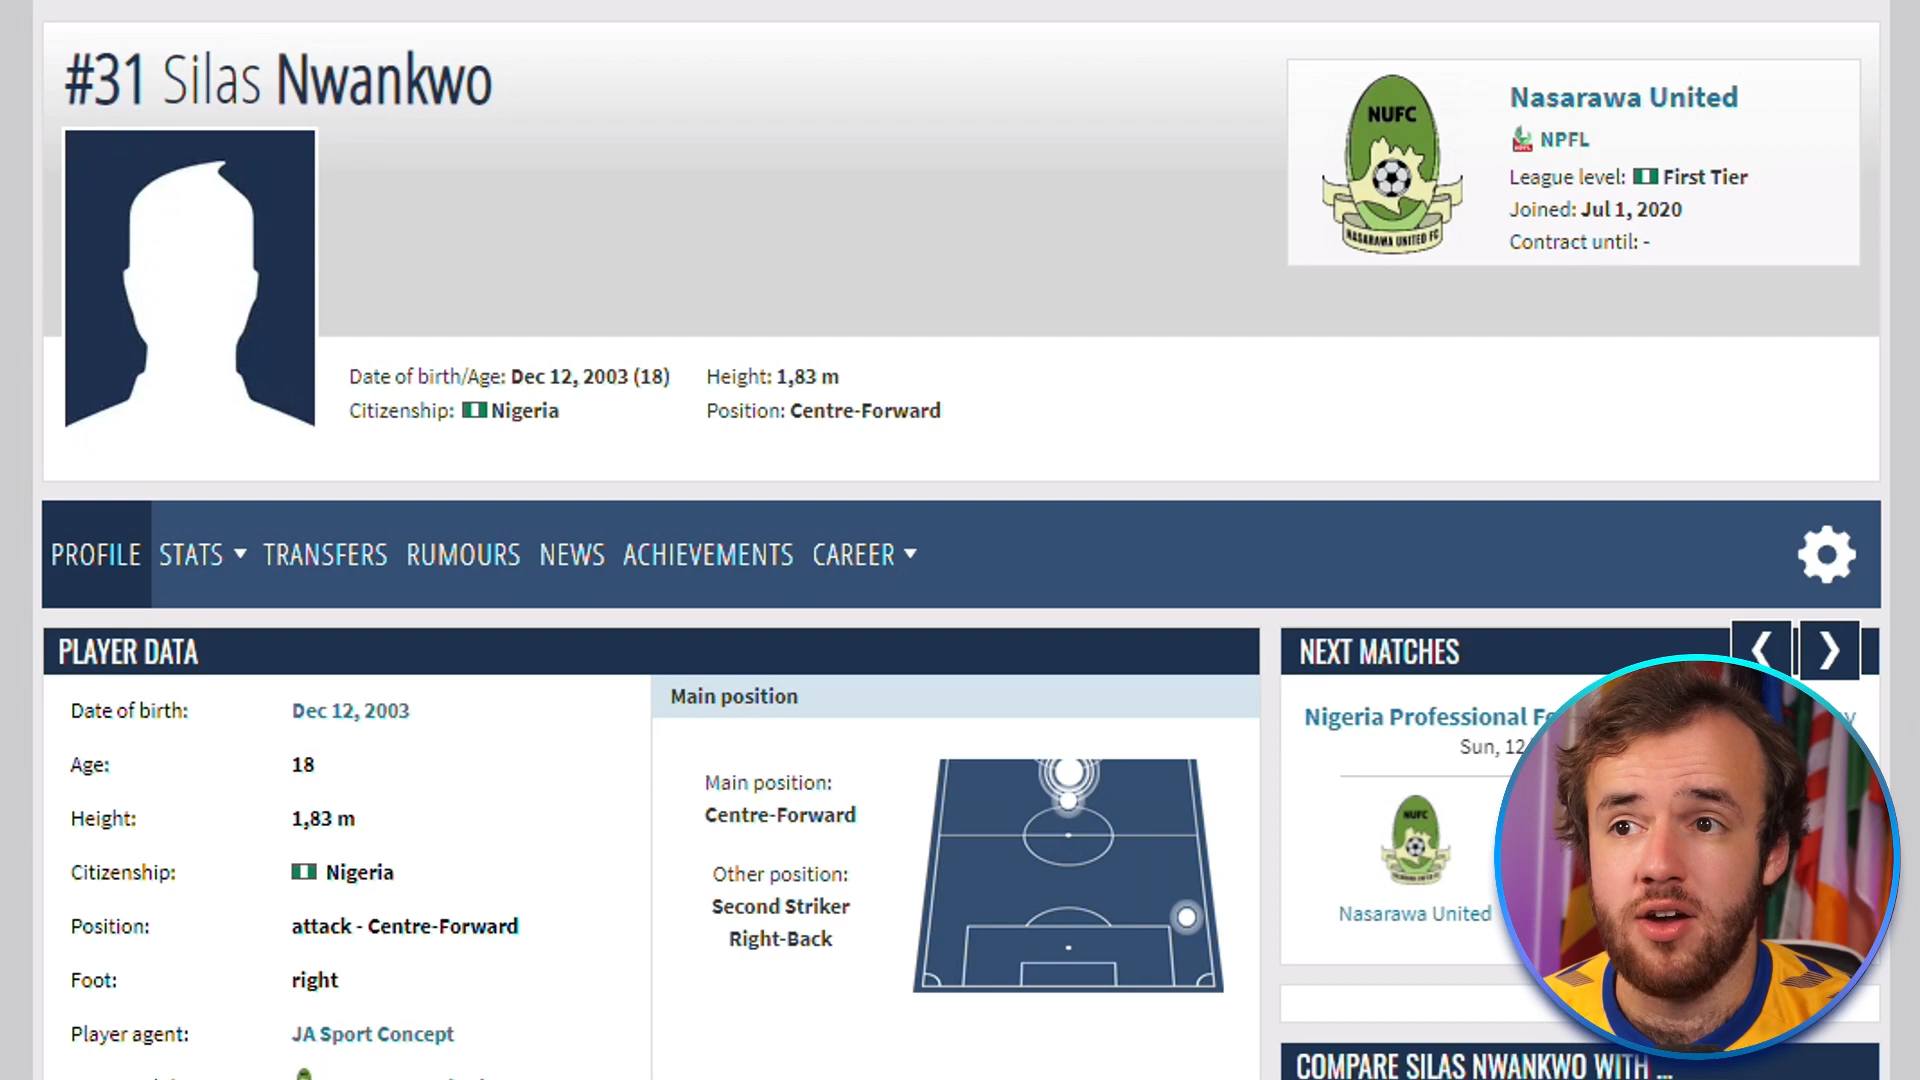 #31 Silas Nwankwo
NUFC
NASARAWA UNITED FC
Nasarawa United
NPFL
League level: First Tier
Joined: Jul 1, 2020
Contract until: -
Date of birth/Age: Dec 12, 2003 (18)
Height: 1,83 m
Citizenship: Nigeria
Position: Centre-Forward
PROFILE STATS TRANSFERS RUMOURS NEWS ACHIEVEMENTS CAREER
PLAYER DATA
Date of birth: Dec 12, 2003
Age: 18
Height: 1,83 m
Citizenship: Nigeria
Position: attack - Centre-Forward
Foot: right
Player agent: JA Sport Concept
Main position
Main position:
Centre-Forward
Other position:
Second Striker
Right-Back
NEXT MATCHES
Nigeria Professional
Sun, 12
NUFC
Nasarawa United
COMPARE SILAS NWANKWO WITH ...